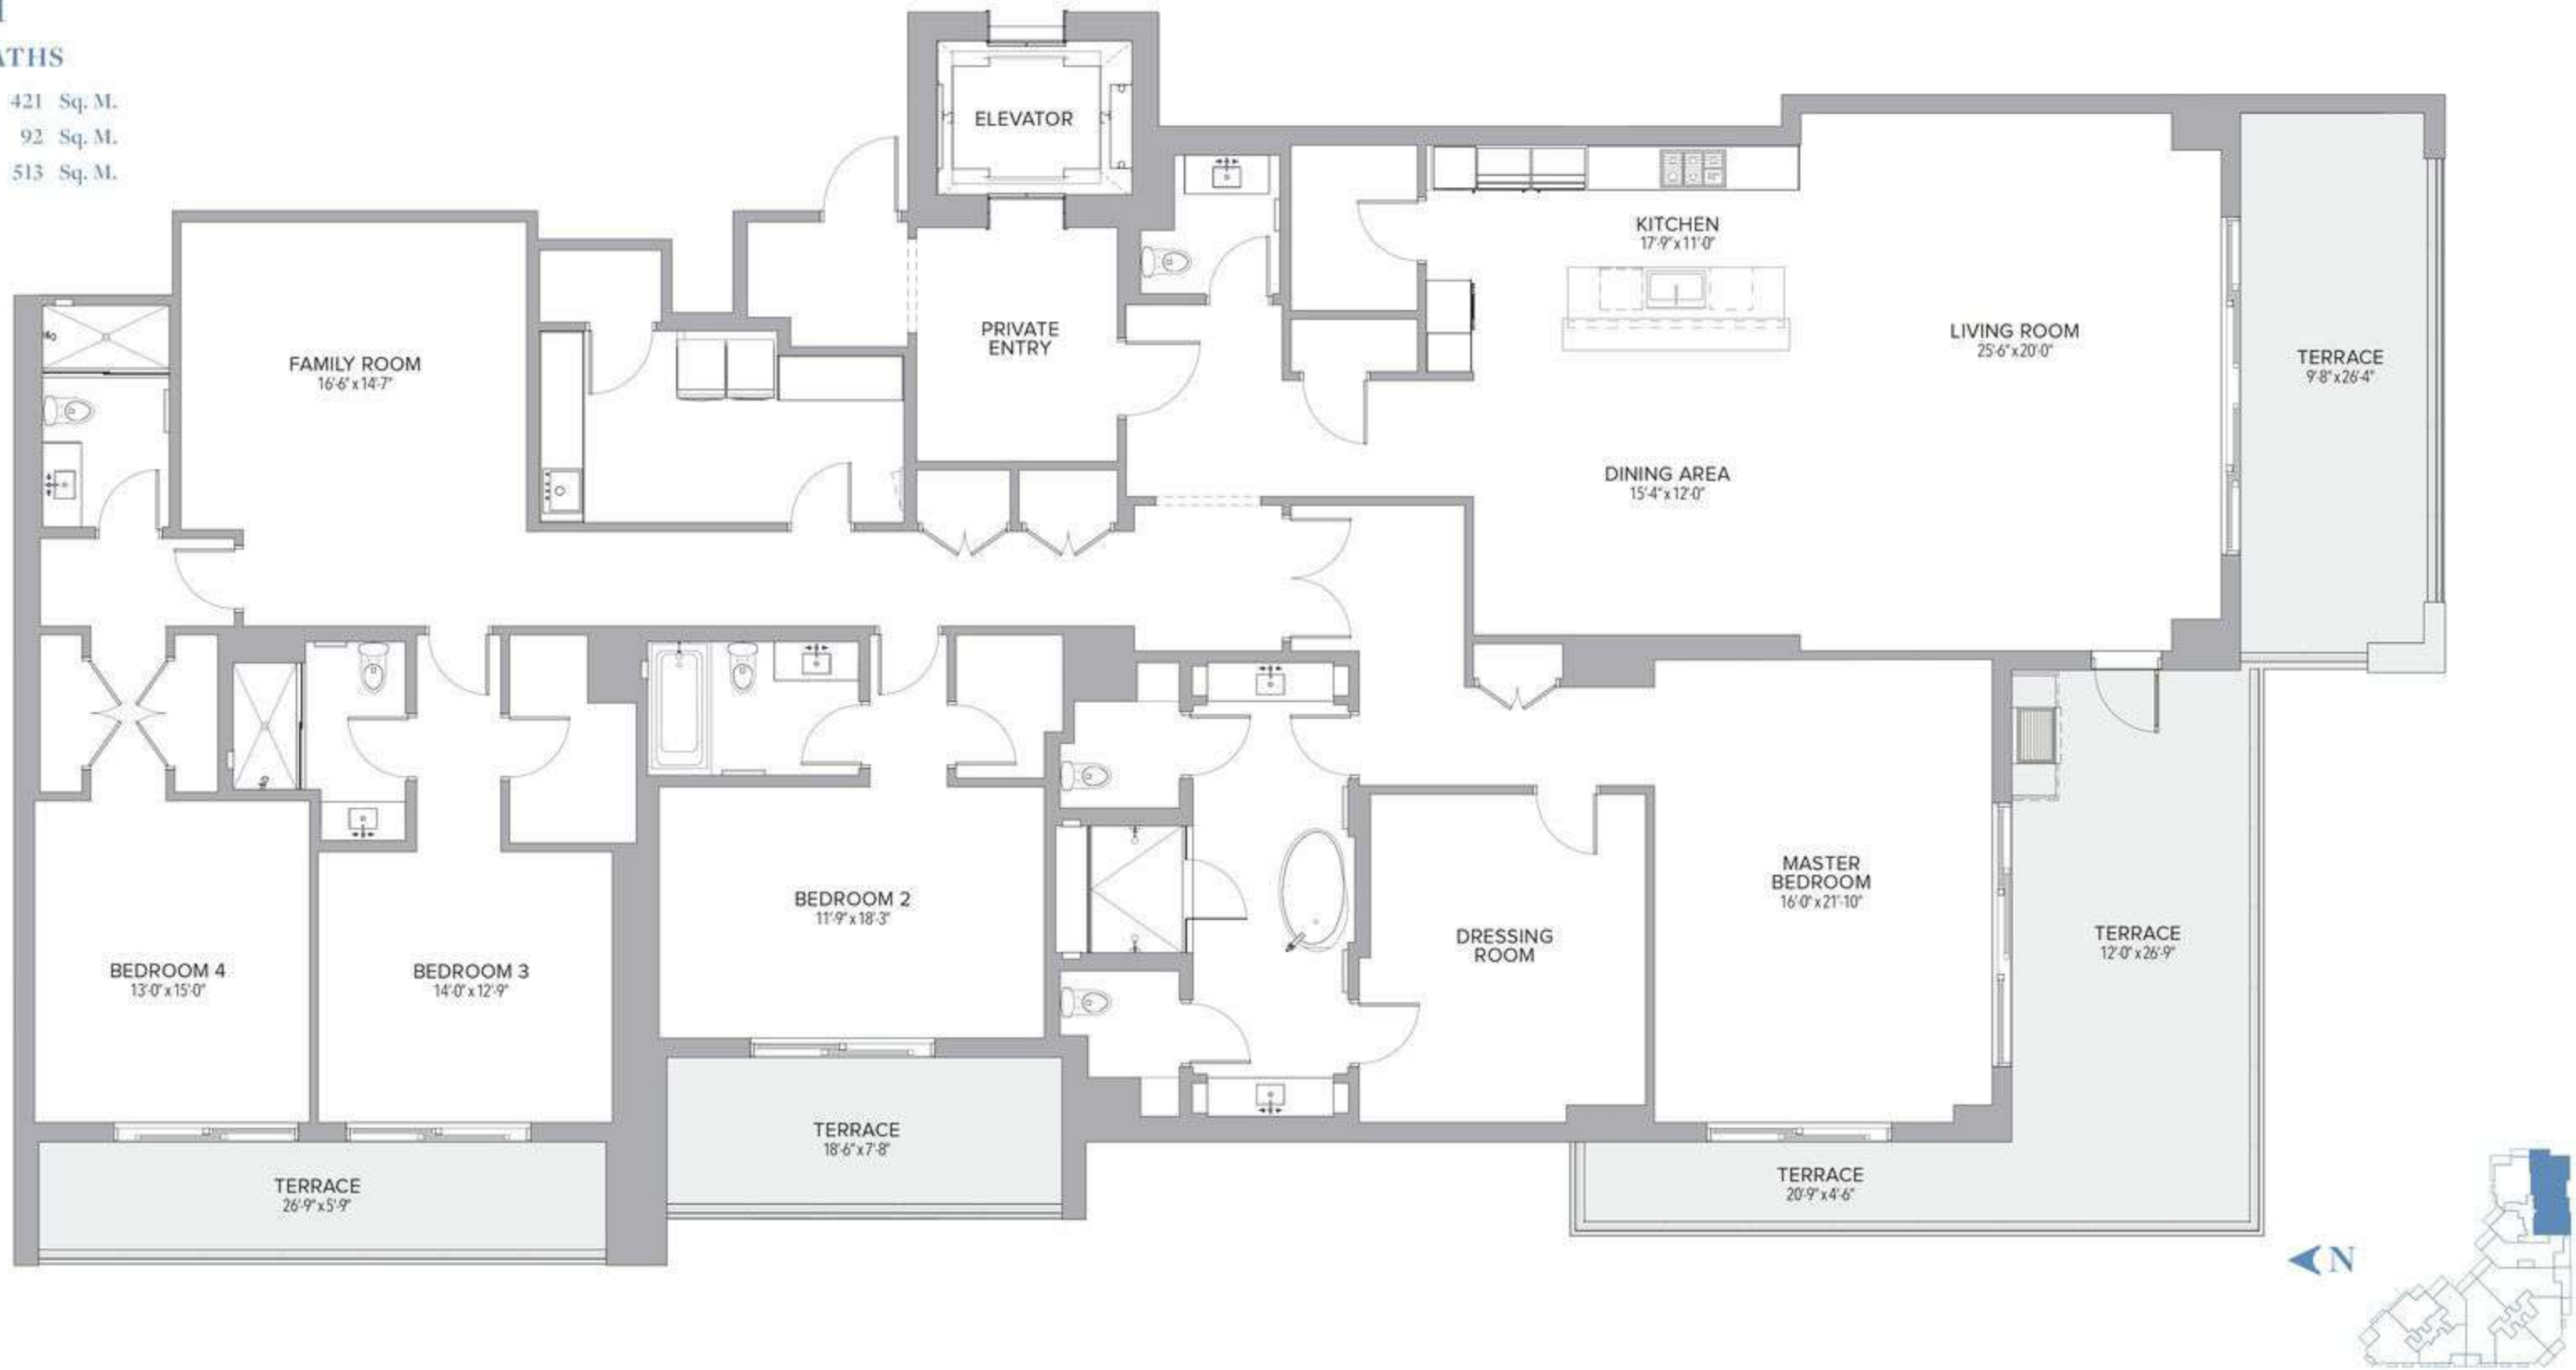 421 Sq. M.
92 Sq. M.
513 Sq. M.
ELEVATOR
KITCHEN
17'-9" x 11'-0"
PRIVATE
ENTRY
LIVING ROOM
25'-6" x 20'-0"
TERRACE
9'-8" x 26'-4"
FAMILY ROOM
16'-6" x 14'-7"
DINING AREA
15'-4" x 12'-0"
MASTER
BEDROOM
16'-0" x 21'-10"
BEDROOM 2
11'-9" x 18'-3"
DRESSING
ROOM
TERRACE
12'-0" x 26'-9"
BEDROOM 4
13'-0" x 15'-0"
BEDROOM 3
14'-0" x 12'-9"
TERRACE
18'-6" x 7'-8"
TERRACE
26'-9" x 5'-9"
TERRACE
20'-9" x 4'-6"
N